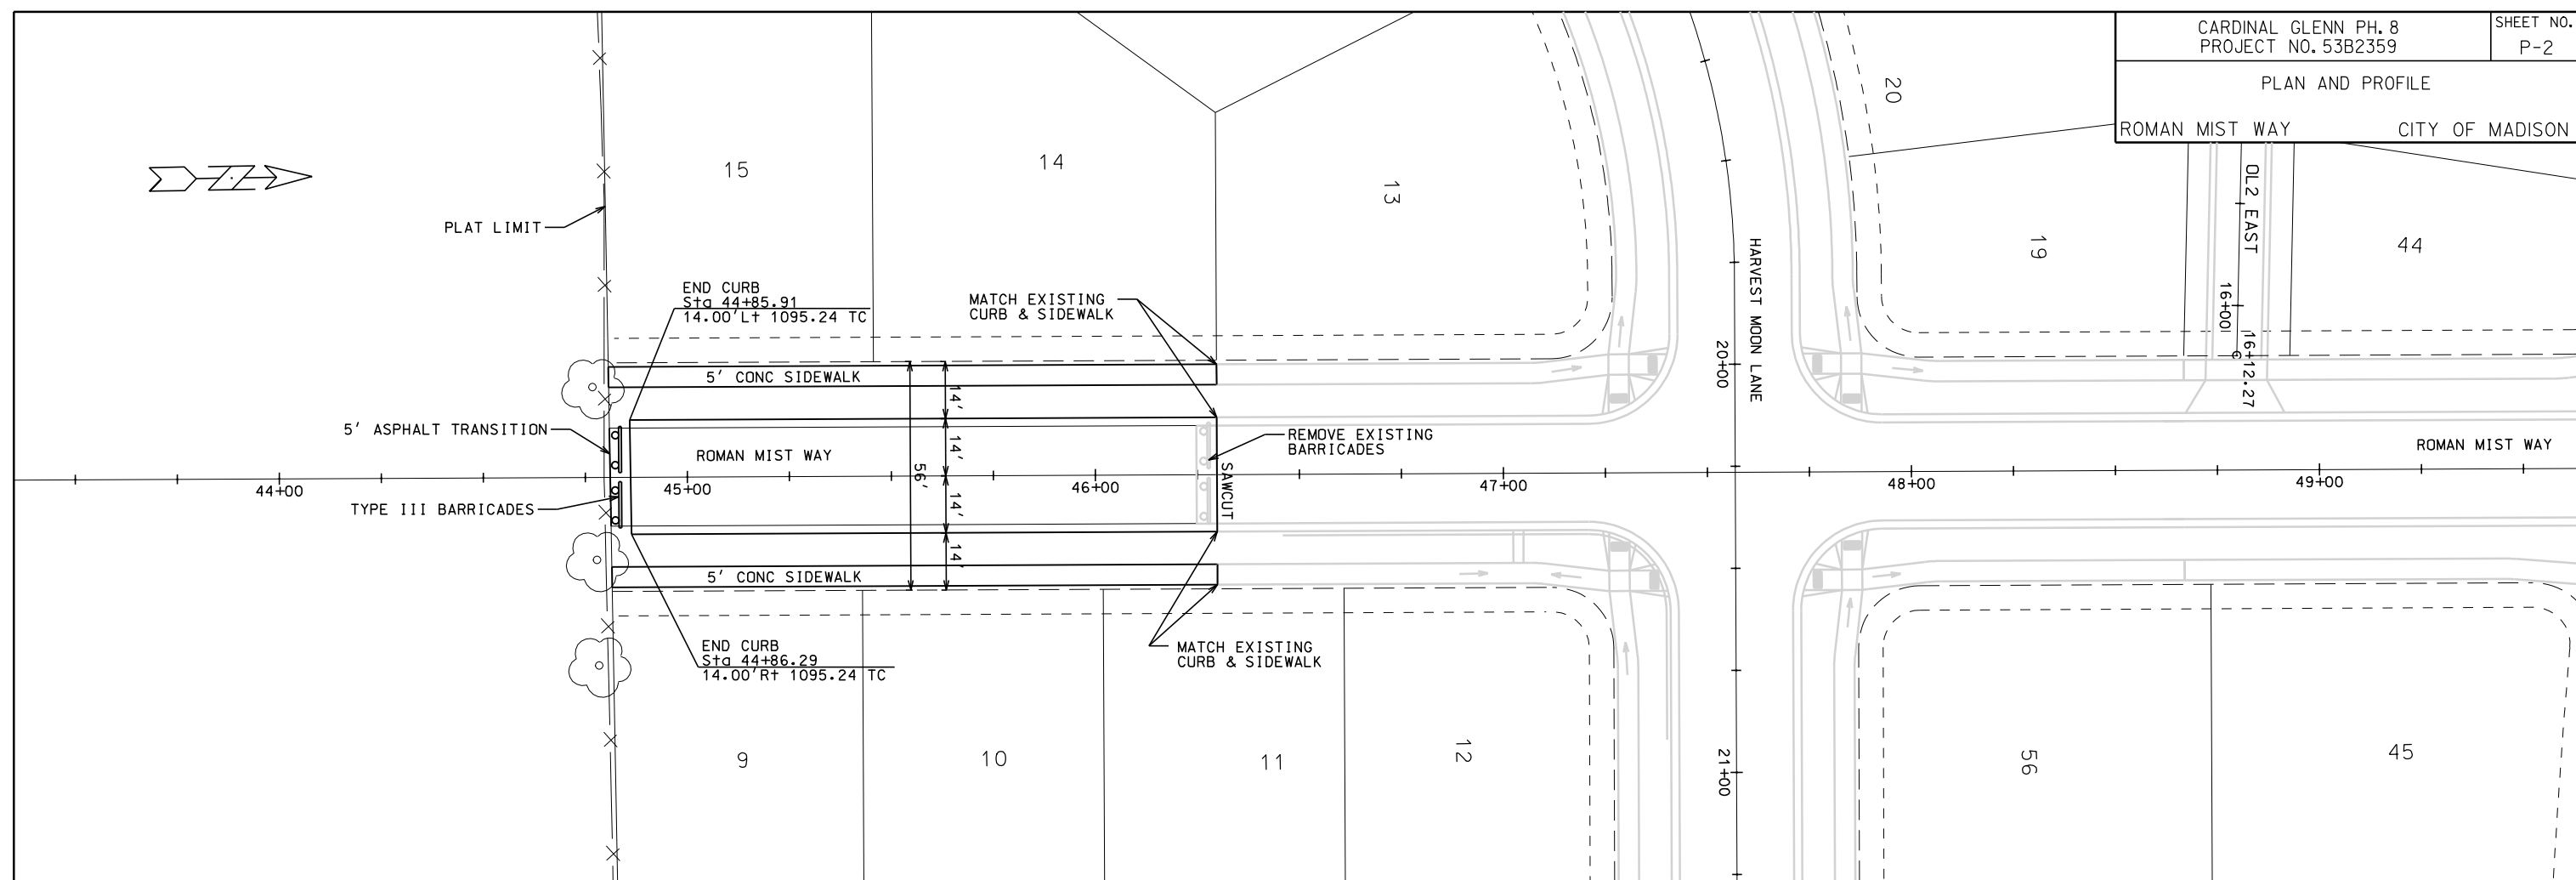 CARDINAL GLENN PH. 8
PROJECT NO. 53B2359
SHEET NO.
P-2
PLAN AND PROFILE
ROMAN MIST WAY
CITY OF MADISON
15
14
13
20
19
44
OL2 EAST
16+00
16+12.27
PLAT LIMIT
END CURB
Sta 44+85.91
14.00'Lt 1095.24 TC
MATCH EXISTING
CURB & SIDEWALK
HARVEST MOON LANE
20+00
5' CONC SIDEWALK
14'
5' ASPHALT TRANSITION
ROMAN MIST WAY
14'
56'
REMOVE EXISTING
BARRICADES
SAWCUT
ROMAN MIST WAY
44+00
45+00
46+00
47+00
48+00
49+00
TYPE III BARRICADES
14'
14'
5' CONC SIDEWALK
END CURB
Sta 44+86.29
14.00'Rt 1095.24 TC
MATCH EXISTING
CURB & SIDEWALK
9
10
11
12
21+00
56
45